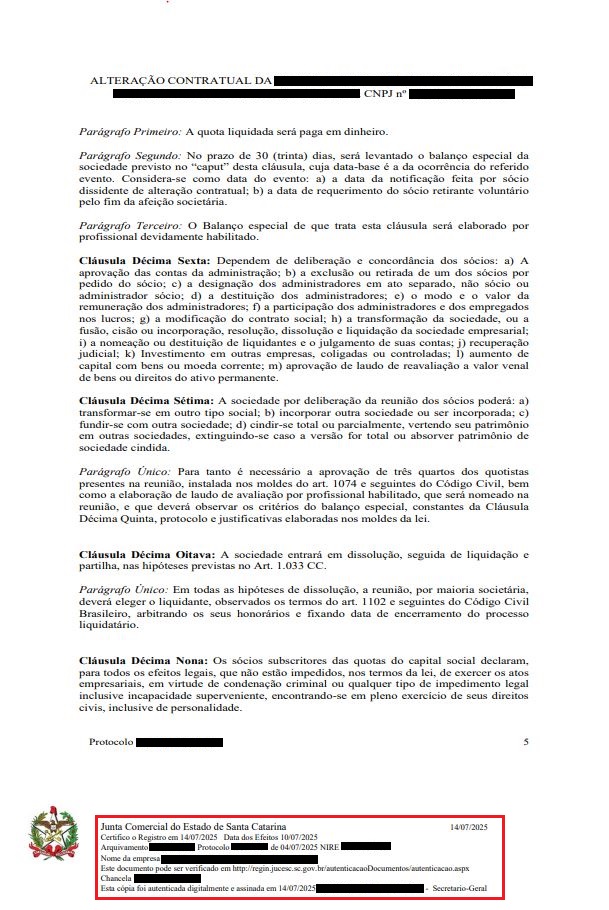 ALTERAÇÃO CONTRATUAL DA
CNPJ nº
Parágrafo Primeiro: A quota liquidada será paga em dinheiro.
Parágrafo Segundo: No prazo de 30 (trinta) dias, será levantado o balanço especial da
sociedade previsto no “caput” desta cláusula, cuja data-base é a da ocorrência do referido
evento. Considera-se como data do evento: a) a data da notificação feita por sócio
dissidente de alteração contratual; b) a data de requerimento do sócio retirante voluntário
pelo fim da afeição societária.
Parágrafo Terceiro: O Balanço especial de que trata esta cláusula será elaborado por
profissional devidamente habilitado.
Cláusula Décima Sexta: Dependem de deliberação e concordância dos sócios: a) A
aprovação das contas da administração; b) a exclusão ou retirada de um dos sócios por
pedido do sócio; c) a designação dos administradores em ato separado, não sócio ou
administrador sócio; d) a destituição dos administradores; e) o modo e o valor da
remuneração dos administradores; f) a participação dos administradores e dos empregados
nos lucros; g) a modificação do contrato social; h) a transformação da sociedade, ou a
fusão, cisão ou incorporação, resolução, dissolução e liquidação da sociedade empresarial;
i) a nomeação ou destituição de liquidantes e o julgamento de suas contas; j) recuperação
judicial; k) Investimento em outras empresas, coligadas ou controladas; l) aumento de
capital com bens ou moeda corrente; m) aprovação de laudo de reavaliação a valor venal
de bens ou direitos do ativo permanente.
Cláusula Décima Sétima: A sociedade por deliberação da reunião dos sócios poderá: a)
transformar-se em outro tipo social; b) incorporar outra sociedade ou ser incorporada; c)
fundir-se com outra sociedade; d) cindir-se total ou parcialmente, vertendo seu patrimônio
em outras sociedades, extinguindo-se caso a versão for total ou absorver patrimônio de
sociedade cindida.
Parágrafo Único: Para tanto é necessário a aprovação de três quartos dos quotistas
presentes na reunião, instalada nos moldes do art. 1074 e seguintes do Código Civil, bem
como a elaboração de laudo de avaliação por profissional habilitado, que será nomeado na
reunião, e que deverá observar os critérios do balanço especial, constantes da Cláusula
Décima Quinta, protocolo e justificativas elaboradas nos moldes da lei.
Cláusula Décima Oitava: A sociedade entrará em dissolução, seguida de liquidação e
partilha, nas hipóteses previstas no Art. 1.033 CC.
Parágrafo Único: Em todas as hipóteses de dissolução, a reunião, por maioria societária,
deverá eleger o liquidante, observados os termos do art. 1102 e seguintes do Código Civil
Brasileiro, arbitrando os seus honorários e fixando data de encerramento do processo
liquidatário.
Cláusula Décima Nona: Os sócios subscritores das quotas do capital social declaram,
para todos os efeitos legais, que não estão impedidos, nos termos da lei, de exercer os atos
empresariais, em virtude de condenação criminal ou qualquer tipo de impedimento legal
inclusive incapacidade superveniente, encontrando-se em pleno exercício de seus direitos
civis, inclusive de personalidade.
Protocolo 5
Junta Comercial do Estado de Santa Catarina 14/07/2025
Certifico o Registro em 14/07/2025 Data dos Efeitos 10/07/2025
Arquivamento Protocolo de 04/07/2025 NIRE
Nome da empresa
Este documento pode ser verificado em http://regin.jucesc.sc.gov.br/autenticacaoDocumentos/autenticacao.aspx
Chancela
Esta cópia foi autenticada digitalmente e assinada em 14/07/2025 - Secretario-Geral